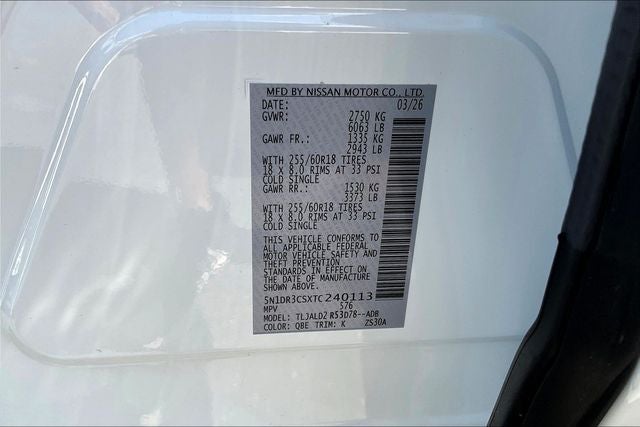 MFD BY NISSAN MOTOR CO., LTD.
DATE: 03/26
GVWR: 2750 KG
6063 LB
GAWR FR.: 1335 KG
2943 LB
WITH 255/60R18 TIRES
18 x 8.0 RIMS AT 33 PSI
COLD SINGLE
GAWR RR.: 1530 KG
3373 LB
WITH 255/60R18 TIRES
18 x 8.0 RIMS AT 33 PSI
COLD SINGLE
THIS VEHICLE CONFORMS TO
ALL APPLICABLE FEDERAL
MOTOR VEHICLE SAFETY AND
THEFT PREVENTION
STANDARDS IN EFFECT ON
THE DATE OF MANUFACTURE
SHOWN ABOVE.
5N1DR3CSXTC240113
MPV 576
MODEL: TLJALD2 R53D78--ADB
COLOR: QBE TRIM: K ZS30A